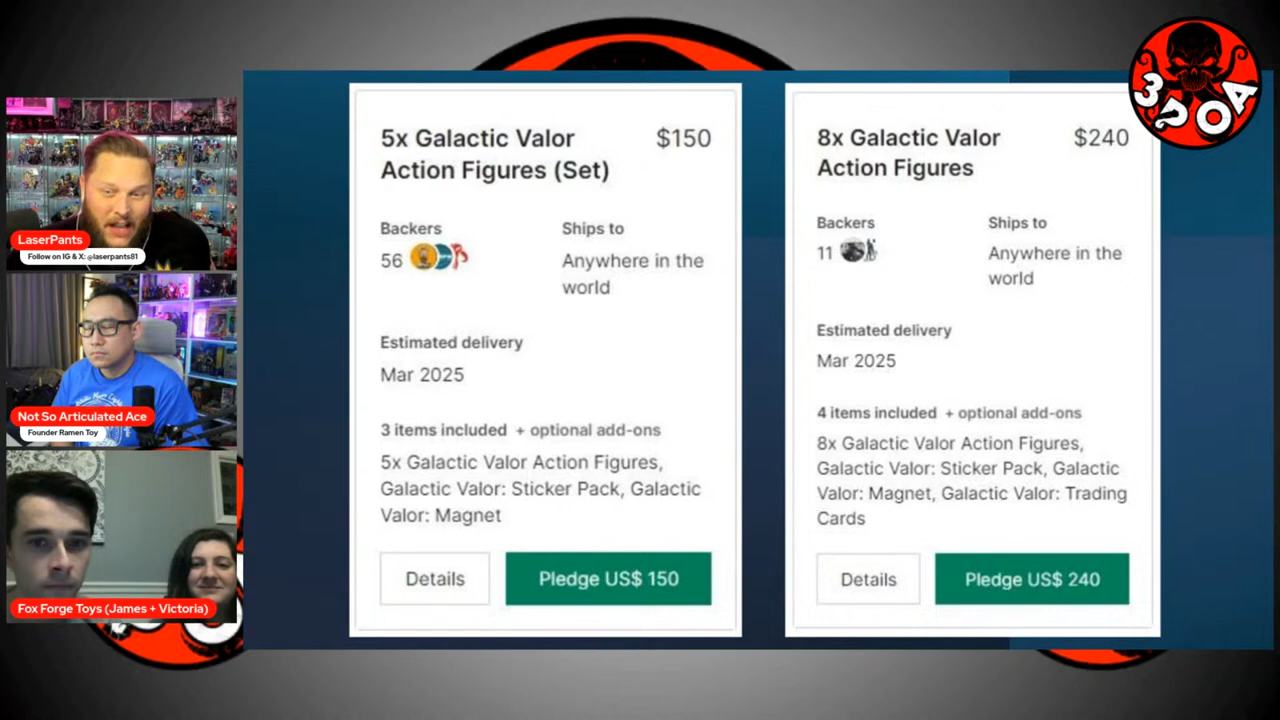 LaserPants
Follow on IG & X: @laserpants81
Not So Articulated Ace
Founder Ramen Toy
Fox Forge Toys (James + Victoria)
5x Galactic Valor
Action Figures (Set)
$150
Backers
56
Ships to
Anywhere in the
world
Estimated delivery
Mar 2025
3 items included + optional add-ons
5x Galactic Valor Action Figures,
Galactic Valor: Sticker Pack, Galactic
Valor: Magnet
Details
Pledge US$ 150
8x Galactic Valor
Action Figures
$240
Backers
11
Ships to
Anywhere in the
world
Estimated delivery
Mar 2025
4 items included + optional add-ons
8x Galactic Valor Action Figures,
Galactic Valor: Sticker Pack, Galactic
Valor: Magnet, Galactic Valor: Trading
Cards
Details
Pledge US$ 240